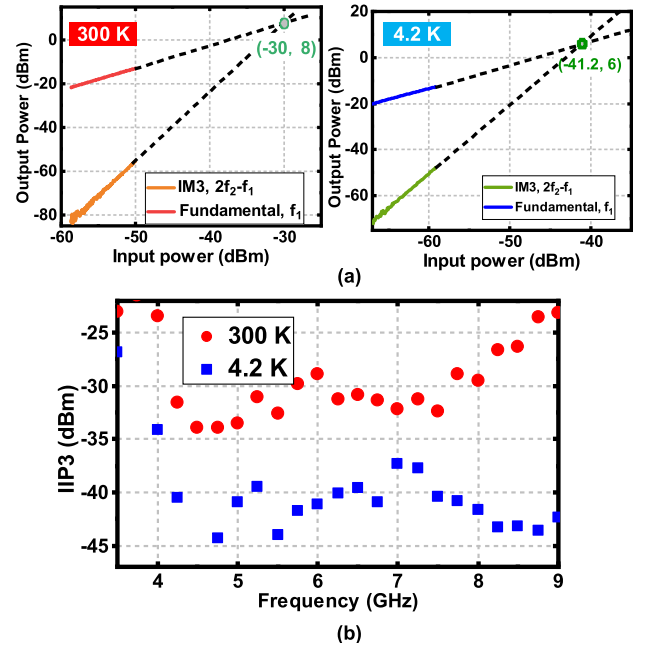 300 K
(-30, 8)
Output Power (dBm)
0
-20
-40
-60
-80
IM3, 2f₂-f₁
Fundamental, f₁
-60
-50
-40
-30
Input power (dBm)
4.2 K
(-41.2, 6)
Output Power (dBm)
20
0
-20
-40
-60
IM3, 2f₂-f₁
Fundamental, f₁
-60
-50
-40
Input power (dBm)
(a)
300 K
4.2 K
IIP3 (dBm)
-25
-30
-35
-40
-45
4
5
6
7
8
9
Frequency (GHz)
(b)